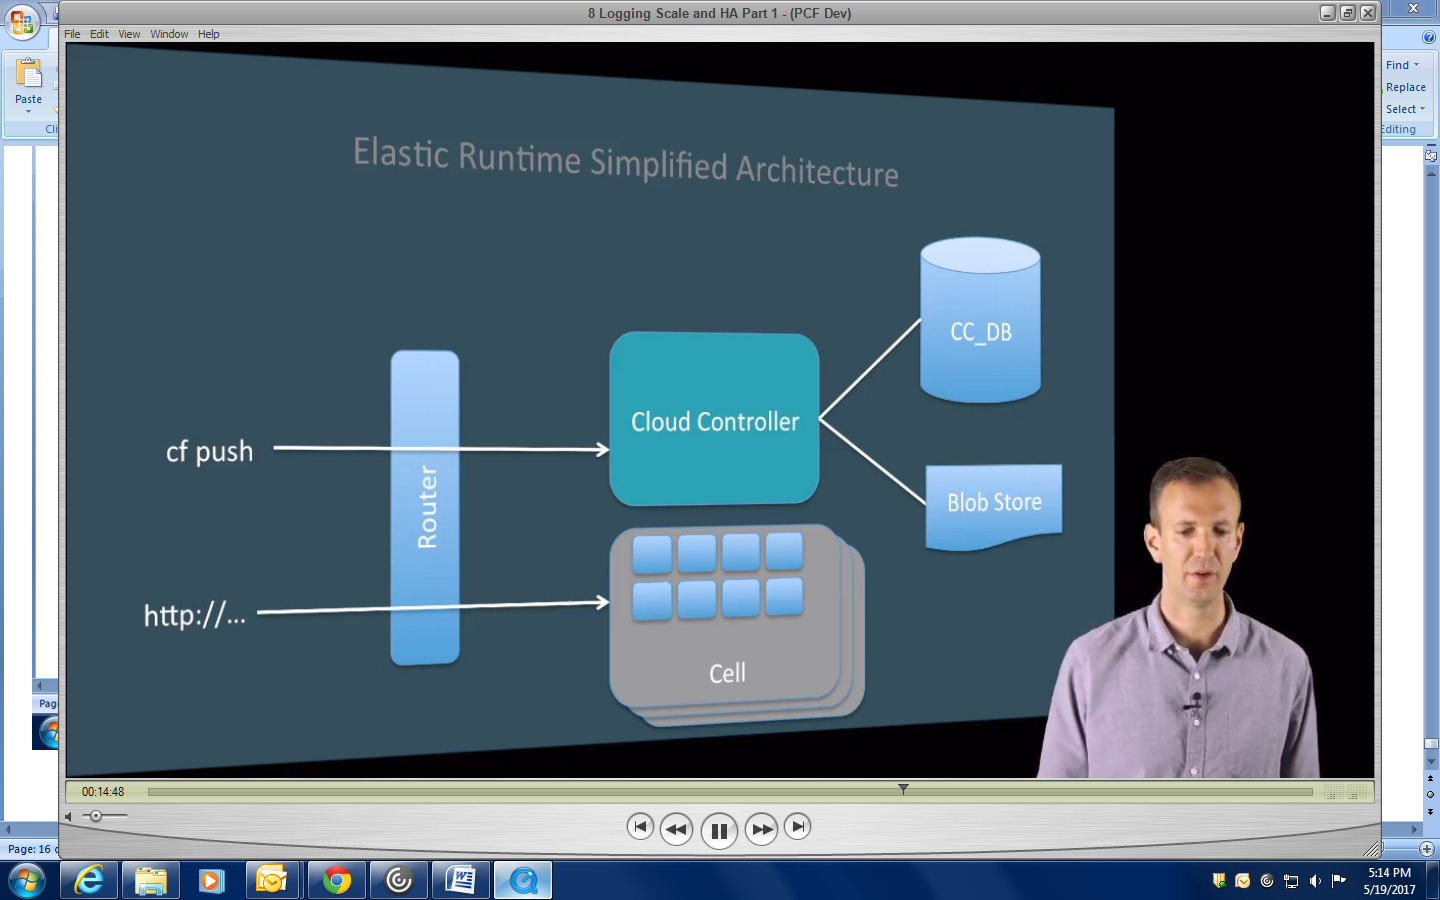 8 Logging Scale and HA Part 1 - (PCF Dev)
File Edit View Window Help
Paste
Find
Replace
Select
Editing
Elastic Runtime Simplified Architecture
CC_DB
Cloud Controller
cf push
Router
Blob Store
http://...
Cell
00:14:48
Page: 16
5:14 PM
5/19/2017